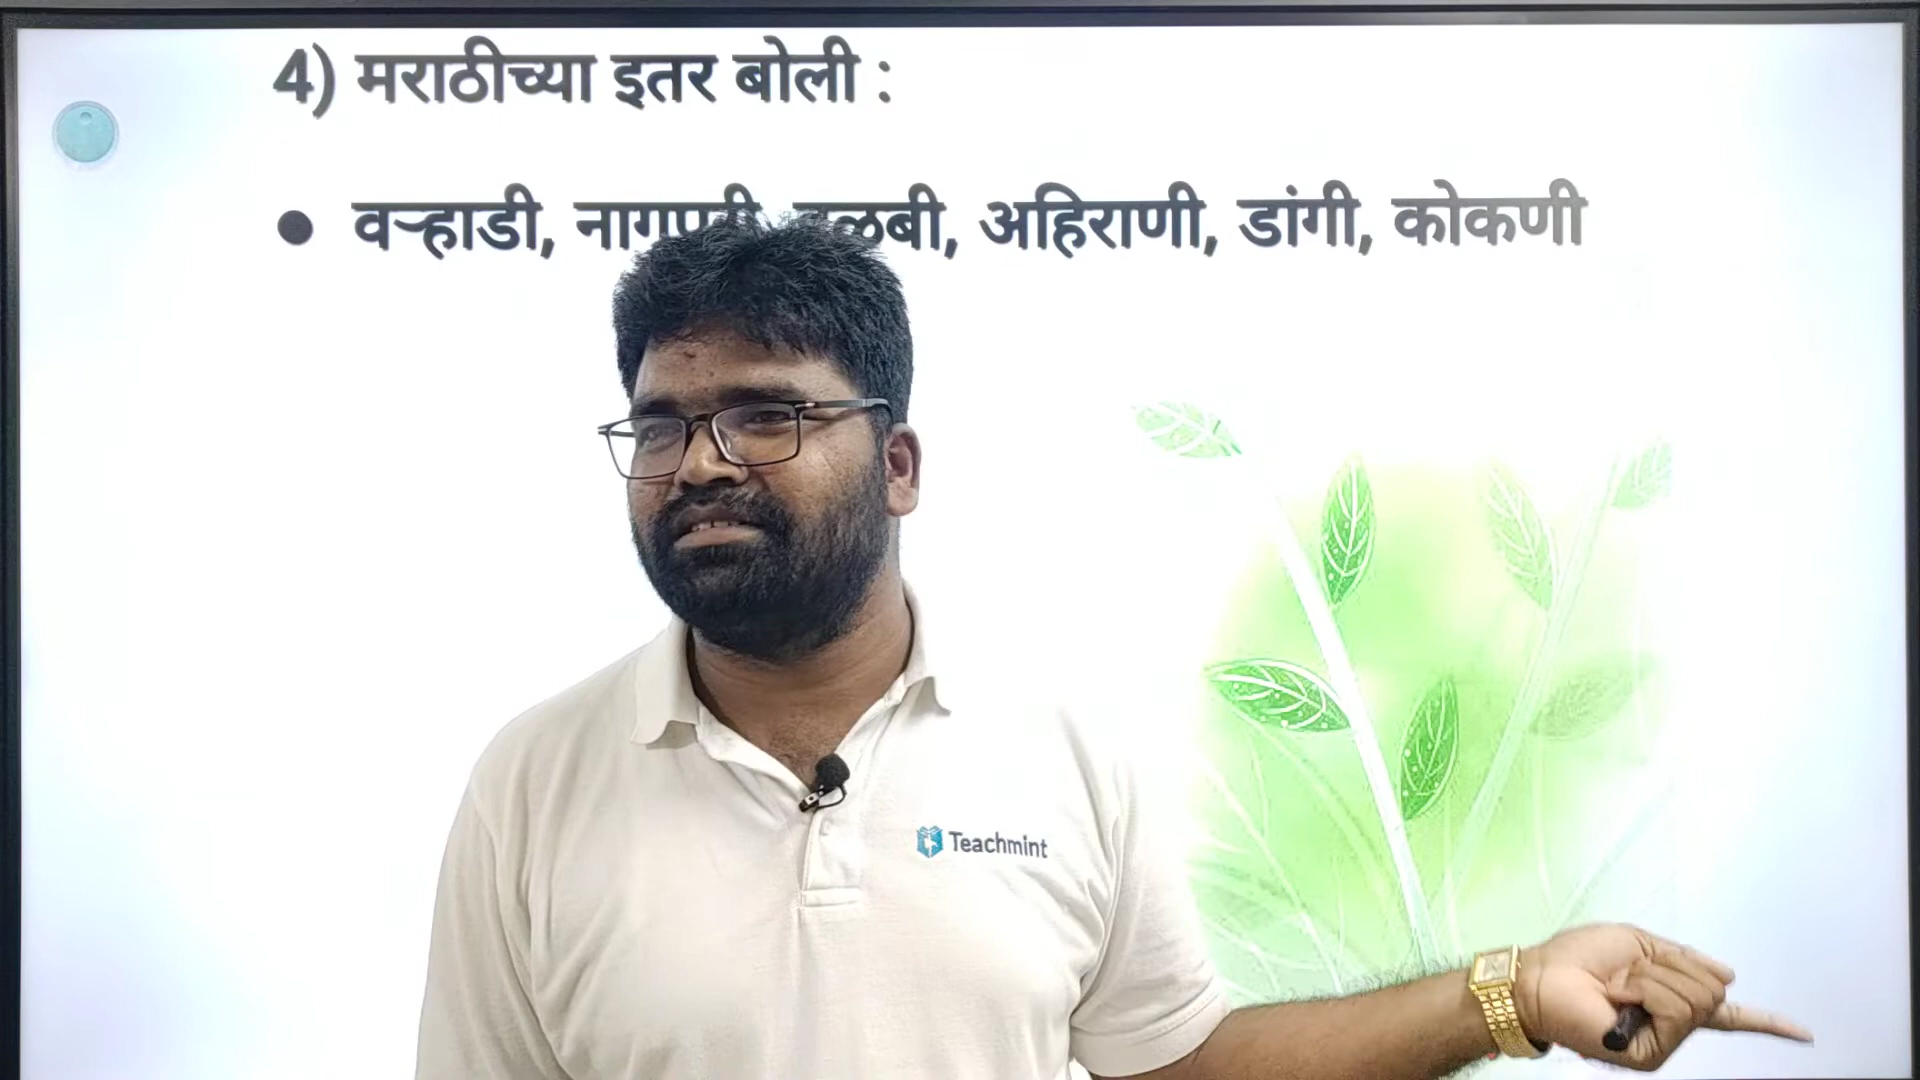 4) मराठीच्या इतर बोली :
● वऱ्हाडी, अहिराणी, डांगी, कोकणी
Teachmint